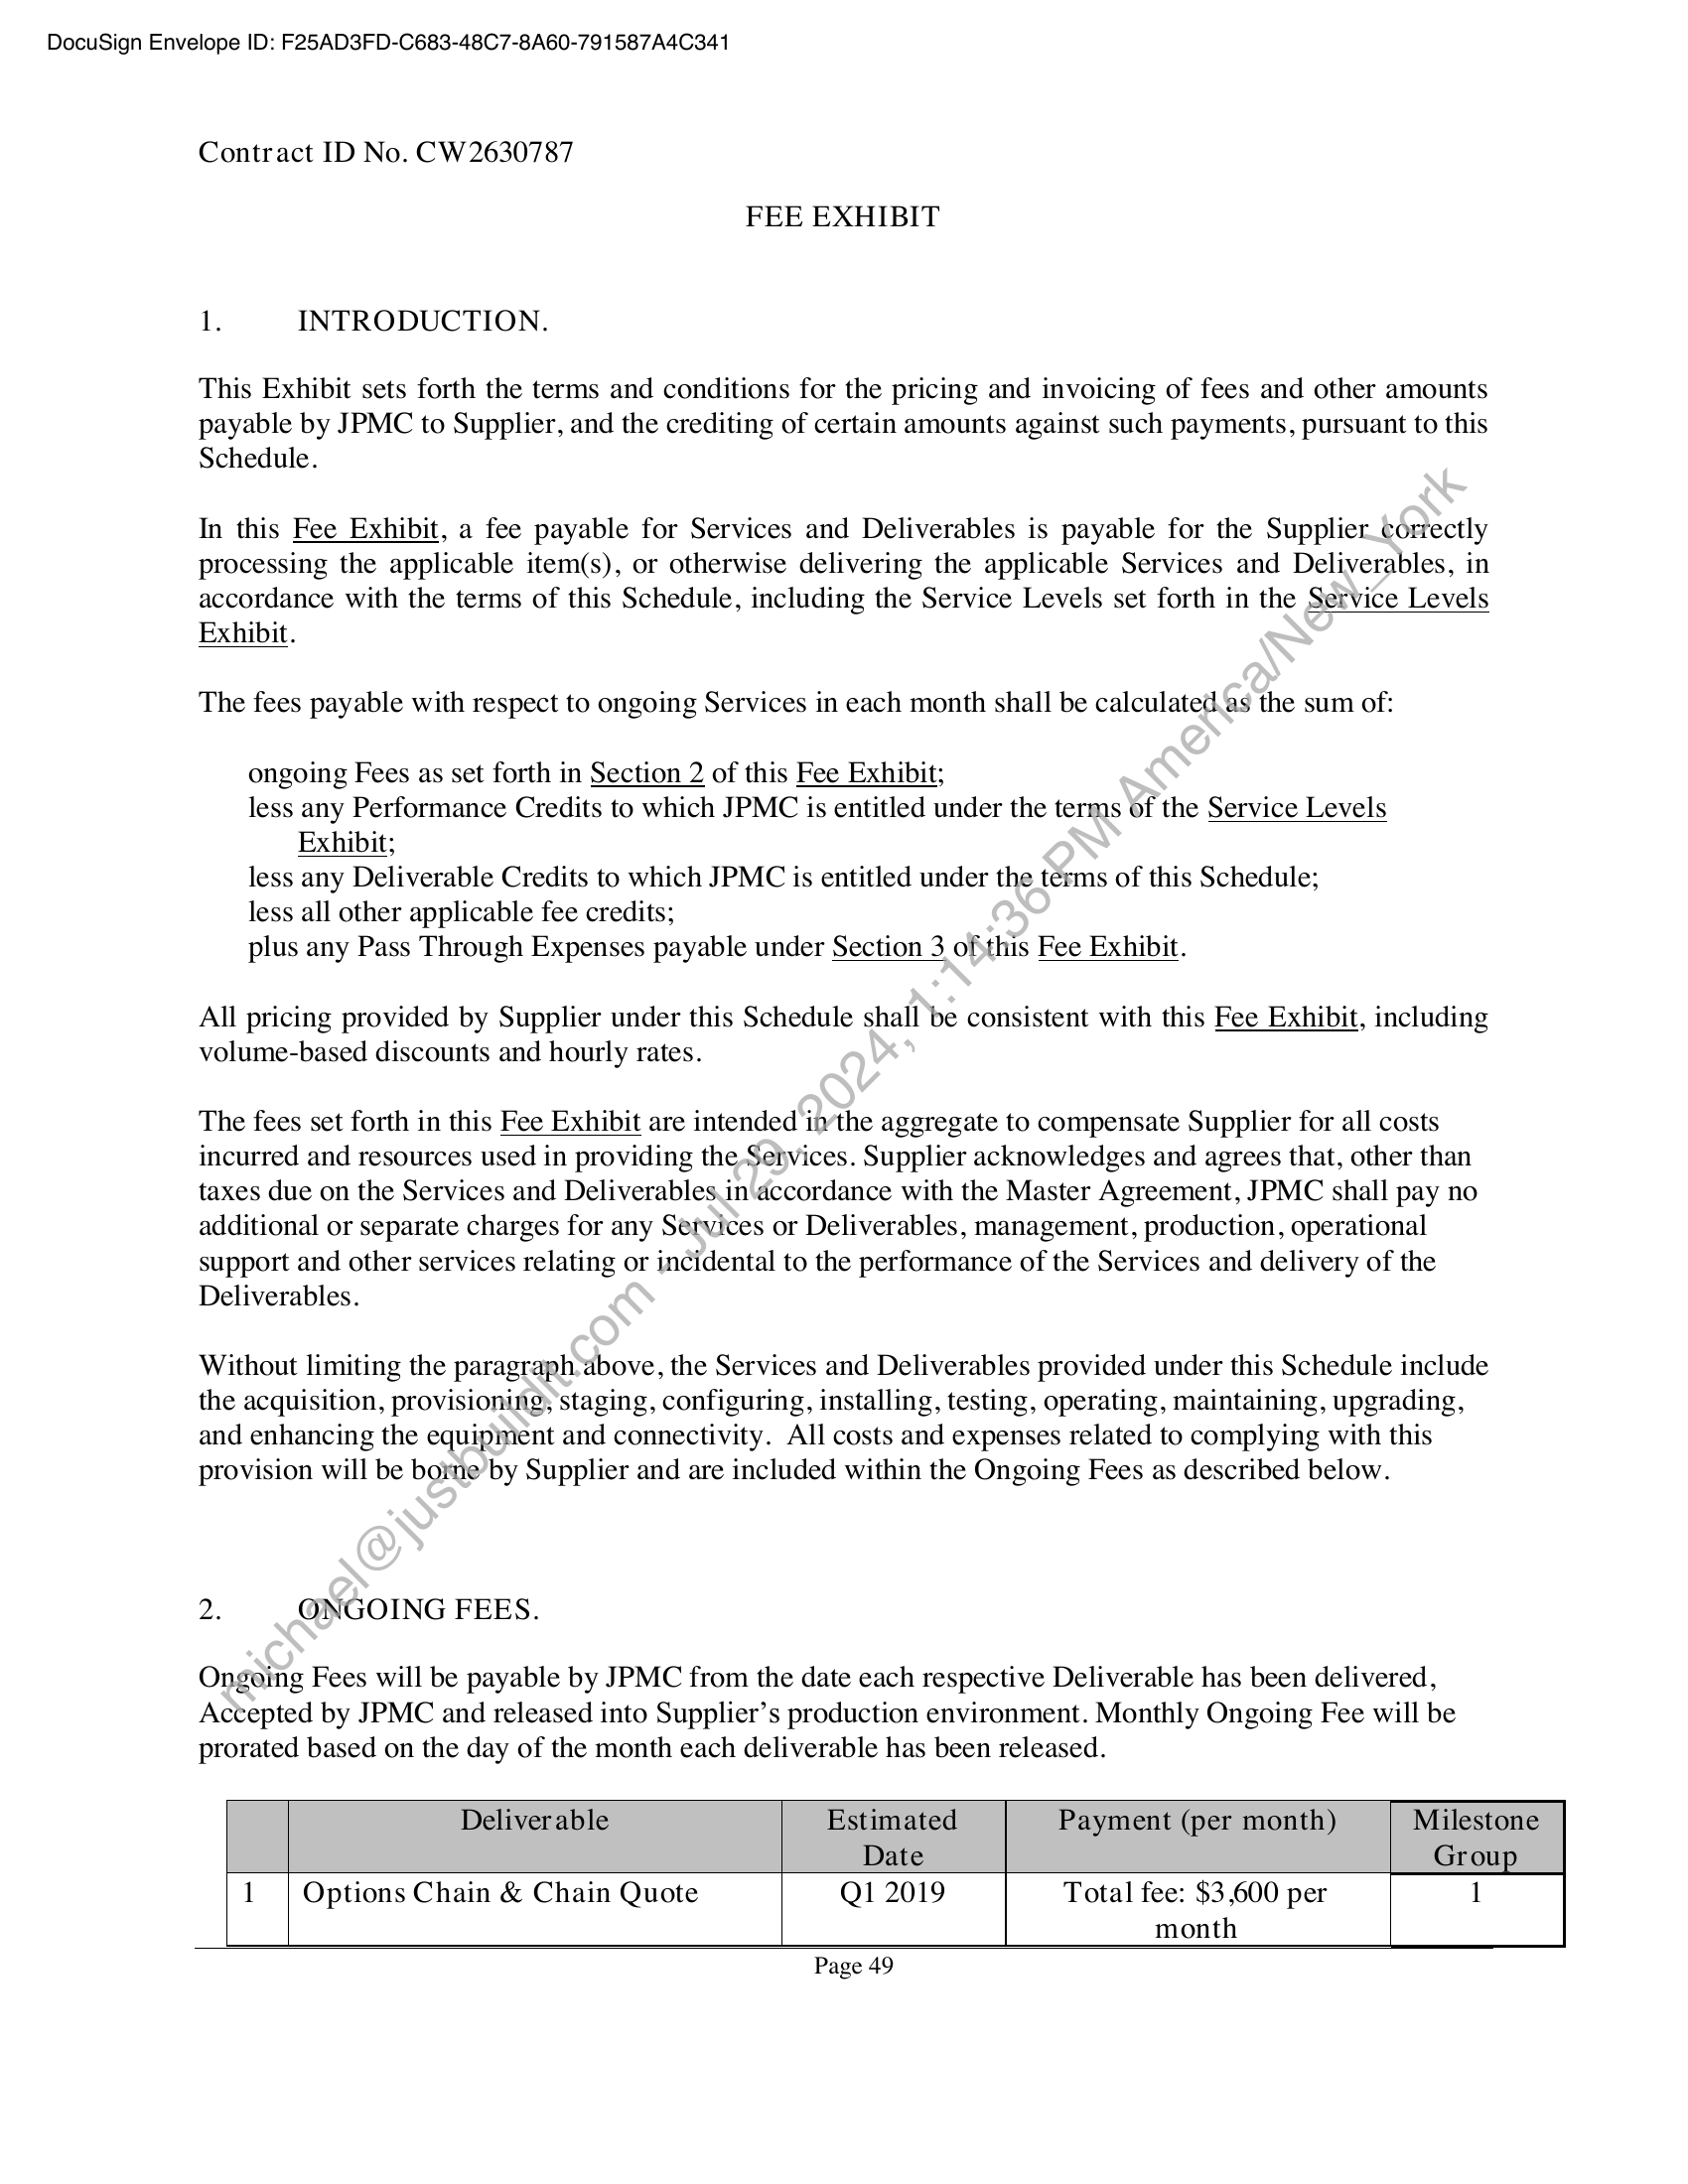 DocuSign Envelope ID: F25AD3FD-C683-48C7-8A60-791587A4C341
Contract ID No. CW2630787
FEE EXHIBIT
1. INTRODUCTION.
This Exhibit sets forth the terms and conditions for the pricing and invoicing of fees and other amounts
payable by JPMC to Supplier, and the crediting of certain amounts against such payments, pursuant to this
Schedule.
In this Fee Exhibit, a fee payable for Services and Deliverables is payable for the Supplier correctly
processing the applicable item(s), or otherwise delivering the applicable Services and Deliverables, in
accordance with the terms of this Schedule, including the Service Levels set forth in the Service Levels
Exhibit.
The fees payable with respect to ongoing Services in each month shall be calculated as the sum of:
ongoing Fees as set forth in Section 2 of this Fee Exhibit;
less any Performance Credits to which JPMC is entitled under the terms of the Service Levels
Exhibit;
less any Deliverable Credits to which JPMC is entitled under the terms of this Schedule;
less all other applicable fee credits;
plus any Pass Through Expenses payable under Section 3 of this Fee Exhibit.
All pricing provided by Supplier under this Schedule shall be consistent with this Fee Exhibit, including
volume-based discounts and hourly rates.
The fees set forth in this Fee Exhibit are intended in the aggregate to compensate Supplier for all costs
incurred and resources used in providing the Services. Supplier acknowledges and agrees that, other than
taxes due on the Services and Deliverables in accordance with the Master Agreement, JPMC shall pay no
additional or separate charges for any Services or Deliverables, management, production, operational
support and other services relating or incidental to the performance of the Services and delivery of the
Deliverables.
Without limiting the paragraph above, the Services and Deliverables provided under this Schedule include
the acquisition, provisioning, staging, configuring, installing, testing, operating, maintaining, upgrading,
and enhancing the equipment and connectivity. All costs and expenses related to complying with this
provision will be borne by Supplier and are included within the Ongoing Fees as described below.
2. ONGOING FEES.
Ongoing Fees will be payable by JPMC from the date each respective Deliverable has been delivered,
Accepted by JPMC and released into Supplier’s production environment. Monthly Ongoing Fee will be
prorated based on the day of the month each deliverable has been released.
Deliverable Estimated Payment (per month) Milestone
Date Group
1 Options Chain & Chain Quote Q1 2019 Total fee: $3,600 per 1
month
Page 49
michael@justbuildit.com - Jul 29, 2024, 1:14:36 PM America/New_York